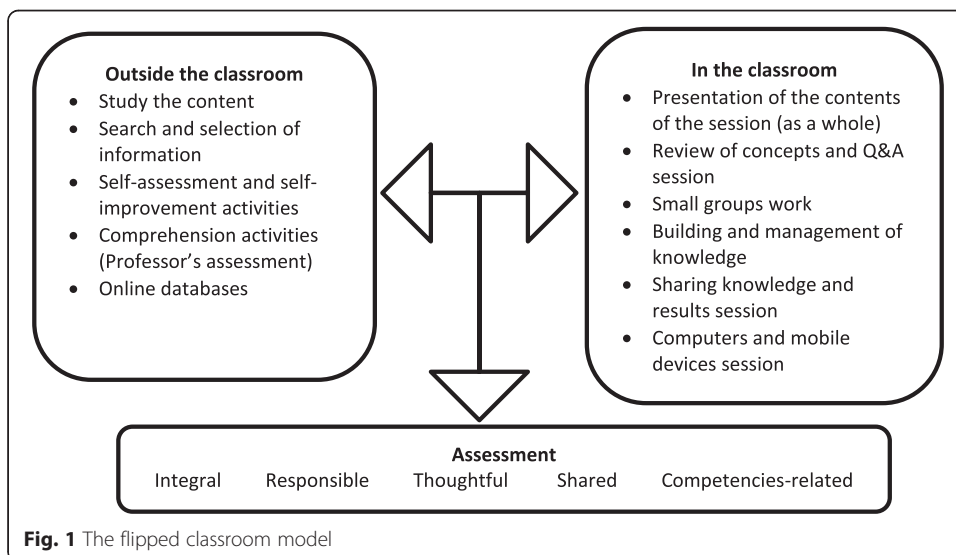 Outside the classroom
• Study the content
• Search and selection of
information
• Self-assessment and self-
improvement activities
• Comprehension activities
(Professor’s assessment)
• Online databases
In the classroom
• Presentation of the contents
of the session (as a whole)
• Review of concepts and Q&A
session
• Small groups work
• Building and management of
knowledge
• Sharing knowledge and
results session
• Computers and mobile
devices session
Assessment
Integral Responsible Thoughtful Shared Competencies-related
Fig. 1 The flipped classroom model